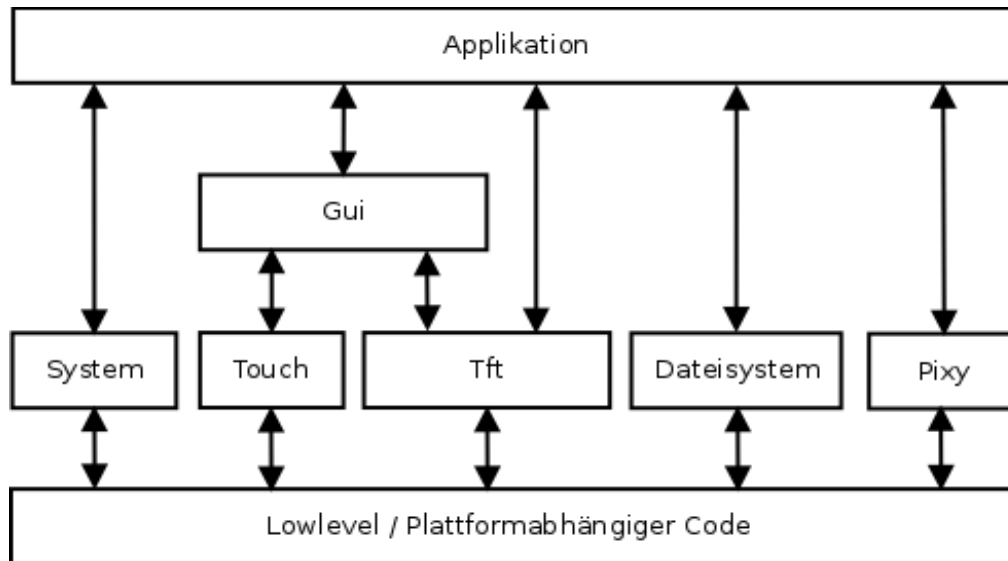 Applikation
Gui
System
Touch
Tft
Dateisystem
Pixy
Lowlevel / Plattformabhängiger Code